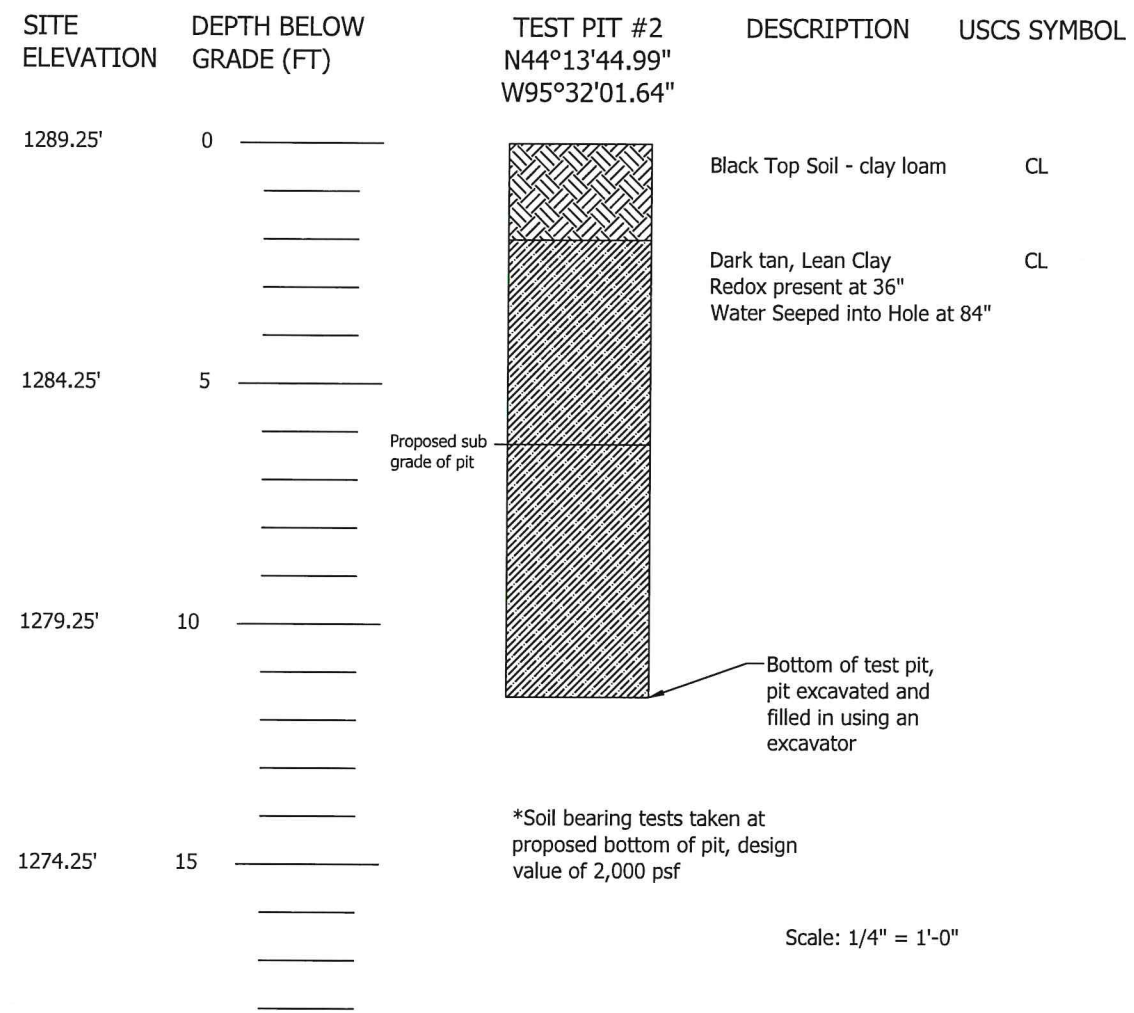 SITE
ELEVATION
DEPTH BELOW
GRADE (FT)
TEST PIT #2
N44°13'44.99"
W95°32'01.64"
DESCRIPTION
USCS SYMBOL
1289.25'
0
Black Top Soil - clay loam
CL
Dark tan, Lean Clay
Redox present at 36"
Water Seeped into Hole at 84"
CL
1284.25'
5
Proposed sub
grade of pit
1279.25'
10
Bottom of test pit,
pit excavated and
filled in using an
excavator
*Soil bearing tests taken at
proposed bottom of pit, design
value of 2,000 psf
1274.25'
15
Scale: 1/4" = 1'-0"